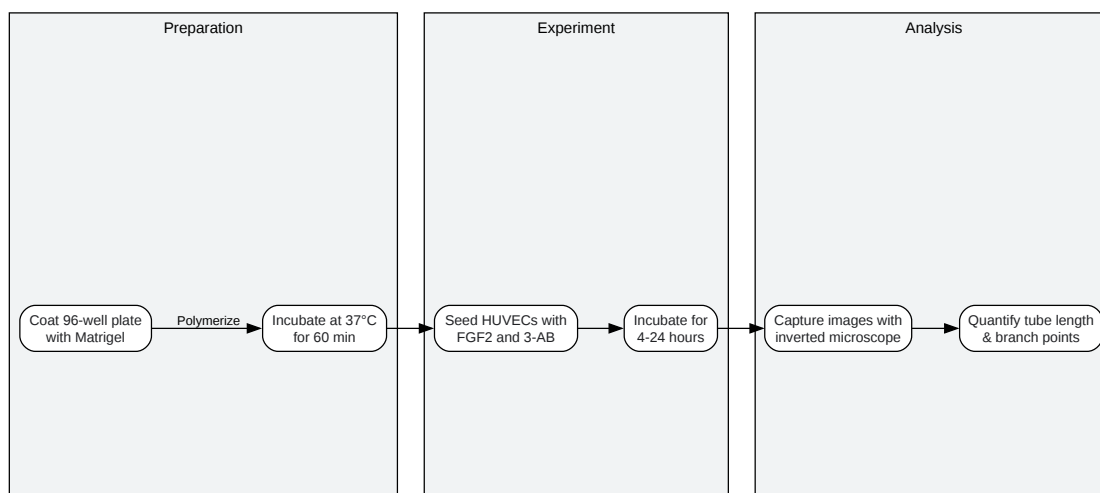 Preparation
Coat 96-well plate
with Matrigel
Polymerize
Incubate at 37°C
for 60 min
Experiment
Seed HUVECs with
FGF2 and 3-AB
Incubate for
4-24 hours
Analysis
Capture images with
inverted microscope
Quantify tube length
& branch points